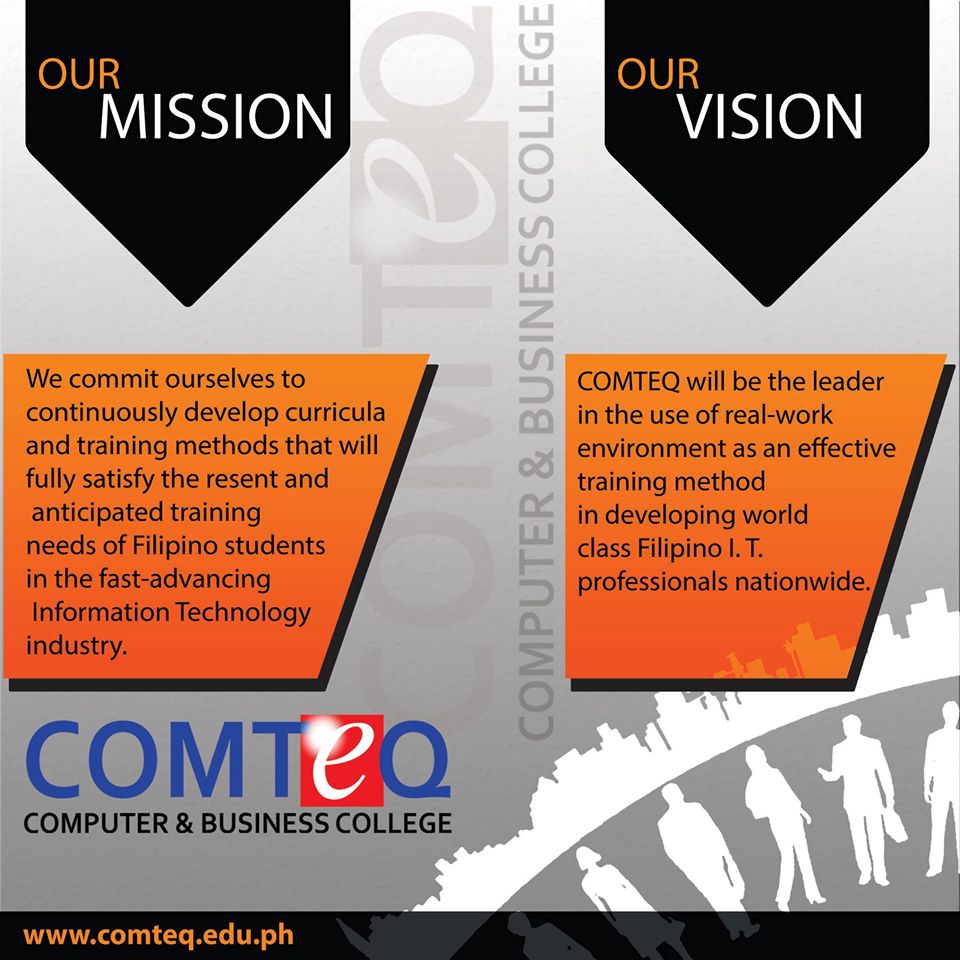 OUR
MISSION
OUR
VISION
We commit ourselves to
continuously develop curricula
and training methods that will
fully satisfy the resent and
anticipated training
needs of Filipino students
in the fast-advancing
Information Technology
industry.
COMTEQ will be the leader
in the use of real-work
environment as an effective
training method
in developing world
class Filipino I. T.
professionals nationwide.
COMTeQ
COMPUTER & BUSINESS COLLEGE
COMTeQ
COMPUTER & BUSINESS COLLEGE
www.comteq.edu.ph